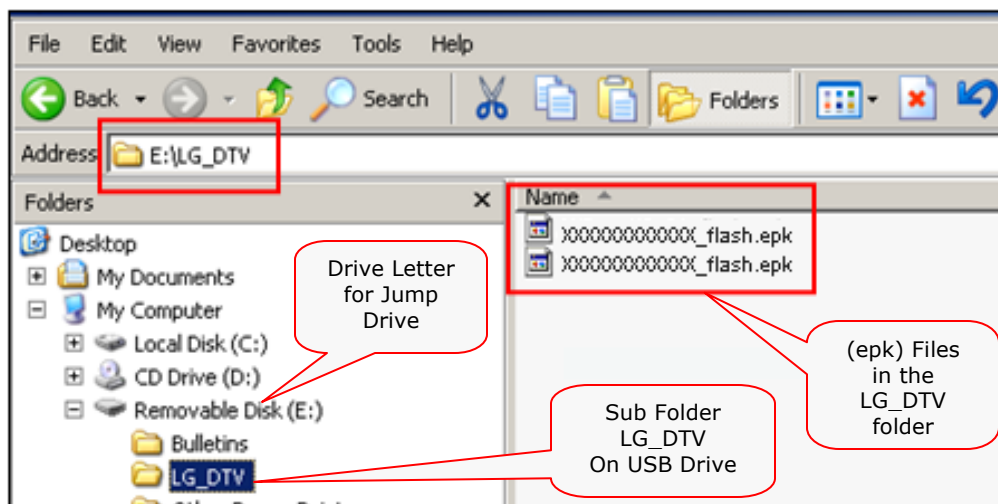 File Edit View Favorites Tools Help
Back Search Folders
Address E:\LG_DTV
Folders X Name
XXXXXXXXXXXXX_flash.epk
XXXXXXXXXXXXX_flash.epk
Desktop
My Documents
My Computer
Local Disk (C:)
CD Drive (D:)
Removable Disk (E:)
Bulletins
LG_DTV
Drive Letter
for Jump
Drive
Sub Folder
LG_DTV
On USB Drive
(epk) Files
in the
LG_DTV
folder